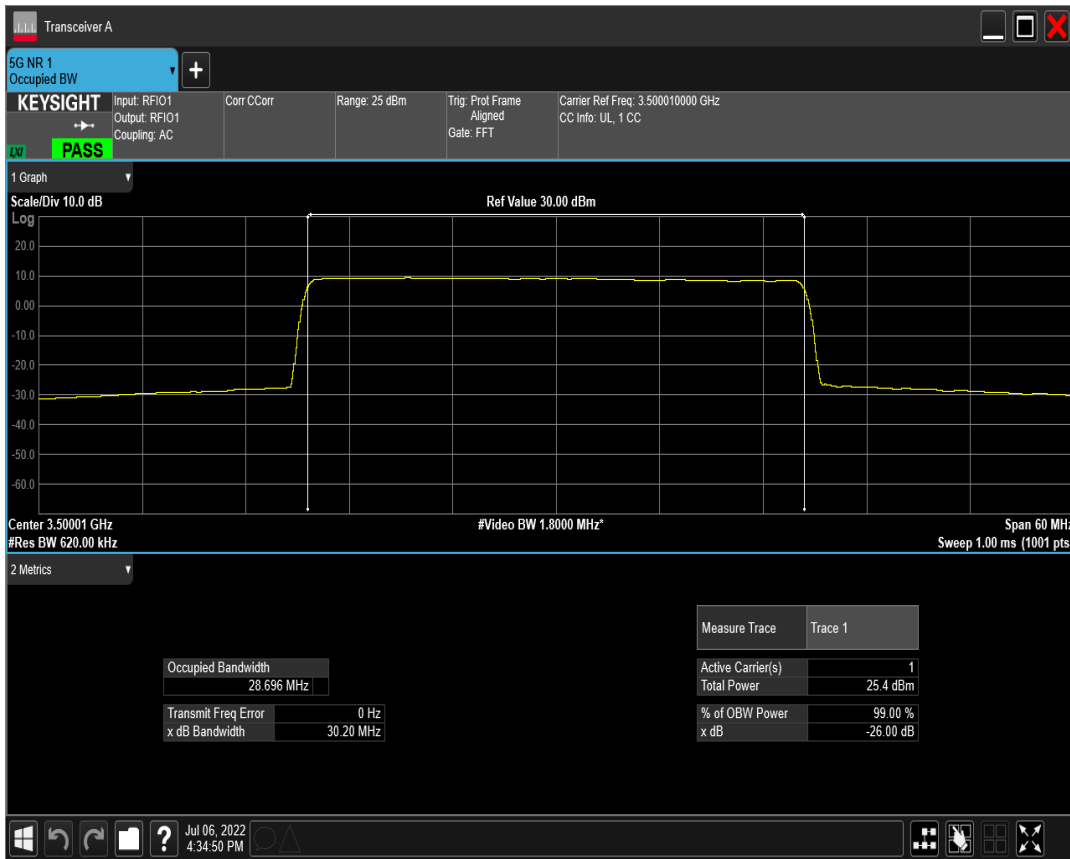 Transceiver A
5G NR 1
Occupied BW
+
KEYSIGHT
LXI
PASS
Input: RFIO1
Output: RFIO1
Coupling: AC
Corr CCorr
Range: 25 dBm
Trig: Prot Frame
Aligned
Gate: FFT
Carrier Ref Freq: 3.500010000 GHz
CC Info: UL, 1 CC
1 Graph
Scale/Div 10.0 dB
Ref Value 30.00 dBm
Log
20.0
10.0
0.00
-10.0
-20.0
-30.0
-40.0
-50.0
-60.0
Center 3.50001 GHz
#Video BW 1.8000 MHz*
Span 60 MHz
#Res BW 620.00 kHz
Sweep 1.00 ms (1001 pts
2 Metrics
Measure Trace Trace 1
Occupied Bandwidth
28.696 MHz
Active Carrier(s) 1
Total Power 25.4 dBm
Transmit Freq Error 0 Hz
x dB Bandwidth 30.20 MHz
% of OBW Power 99.00 %
x dB -26.00 dB
?
Jul 06, 2022
4:34:50 PM